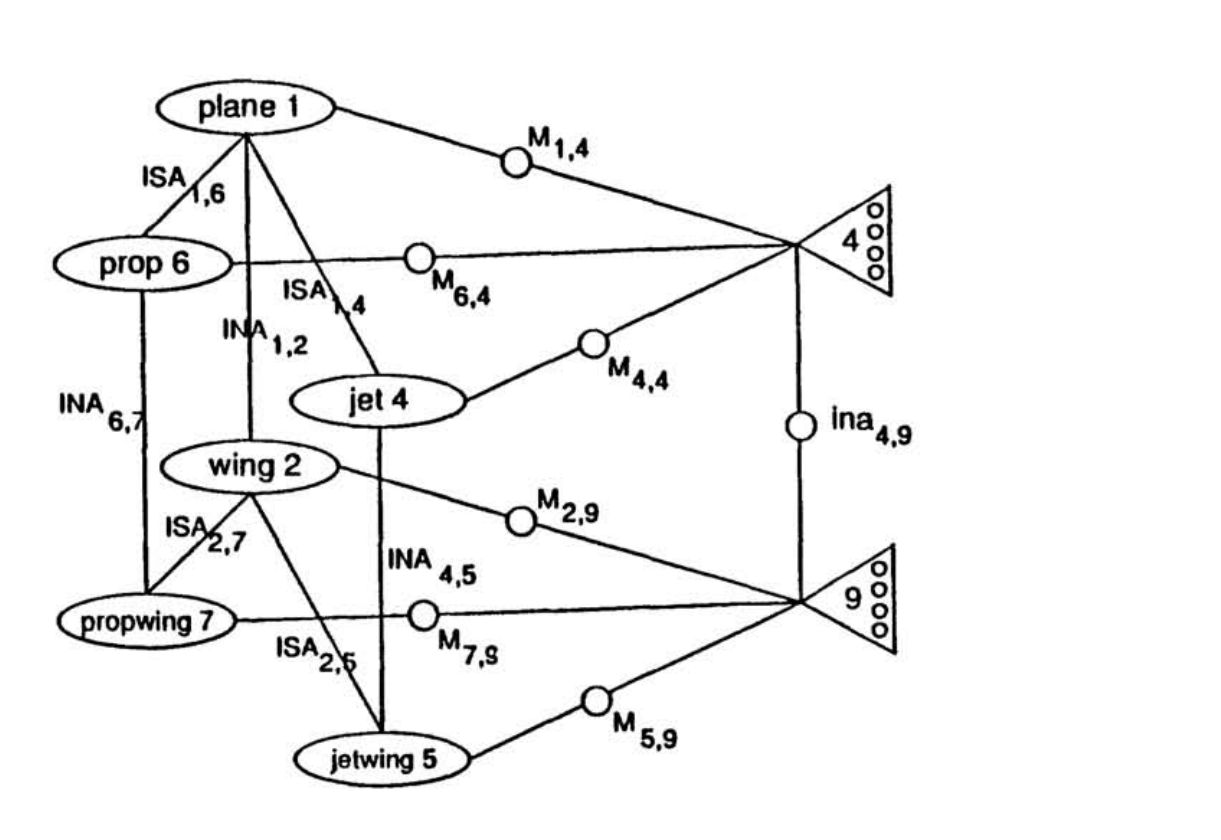 plane 1
M1,4
ISA1,6
4
prop 6
ISA1,4
M6,4
INA1,2
M4,4
jet 4
INA6,7
ina4,9
wing 2
M2,9
ISA2,7
INA4,5
9
propwing 7
ISA2,5
M7,9
M5,9
jetwing 5